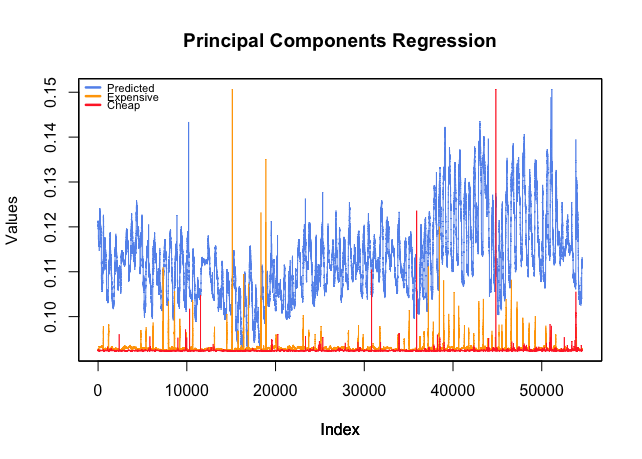 Principal Components Regression
Predicted
Expensive
Cheap
Values
0.15
0.14
0.13
0.12
0.11
0.10
0 10000 20000 30000 40000 50000
Index